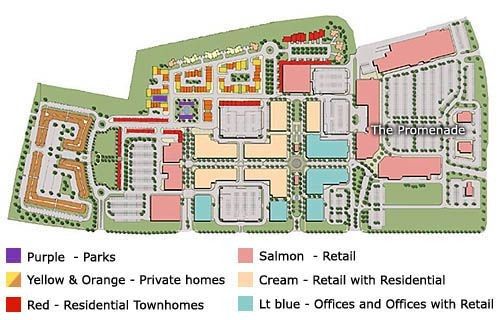 The Promenade
Purple - Parks
Salmon - Retail
Yellow & Orange - Private homes
Cream - Retail with Residential
Red - Residential Townhomes
Lt blue - Offices and Offices with Retail